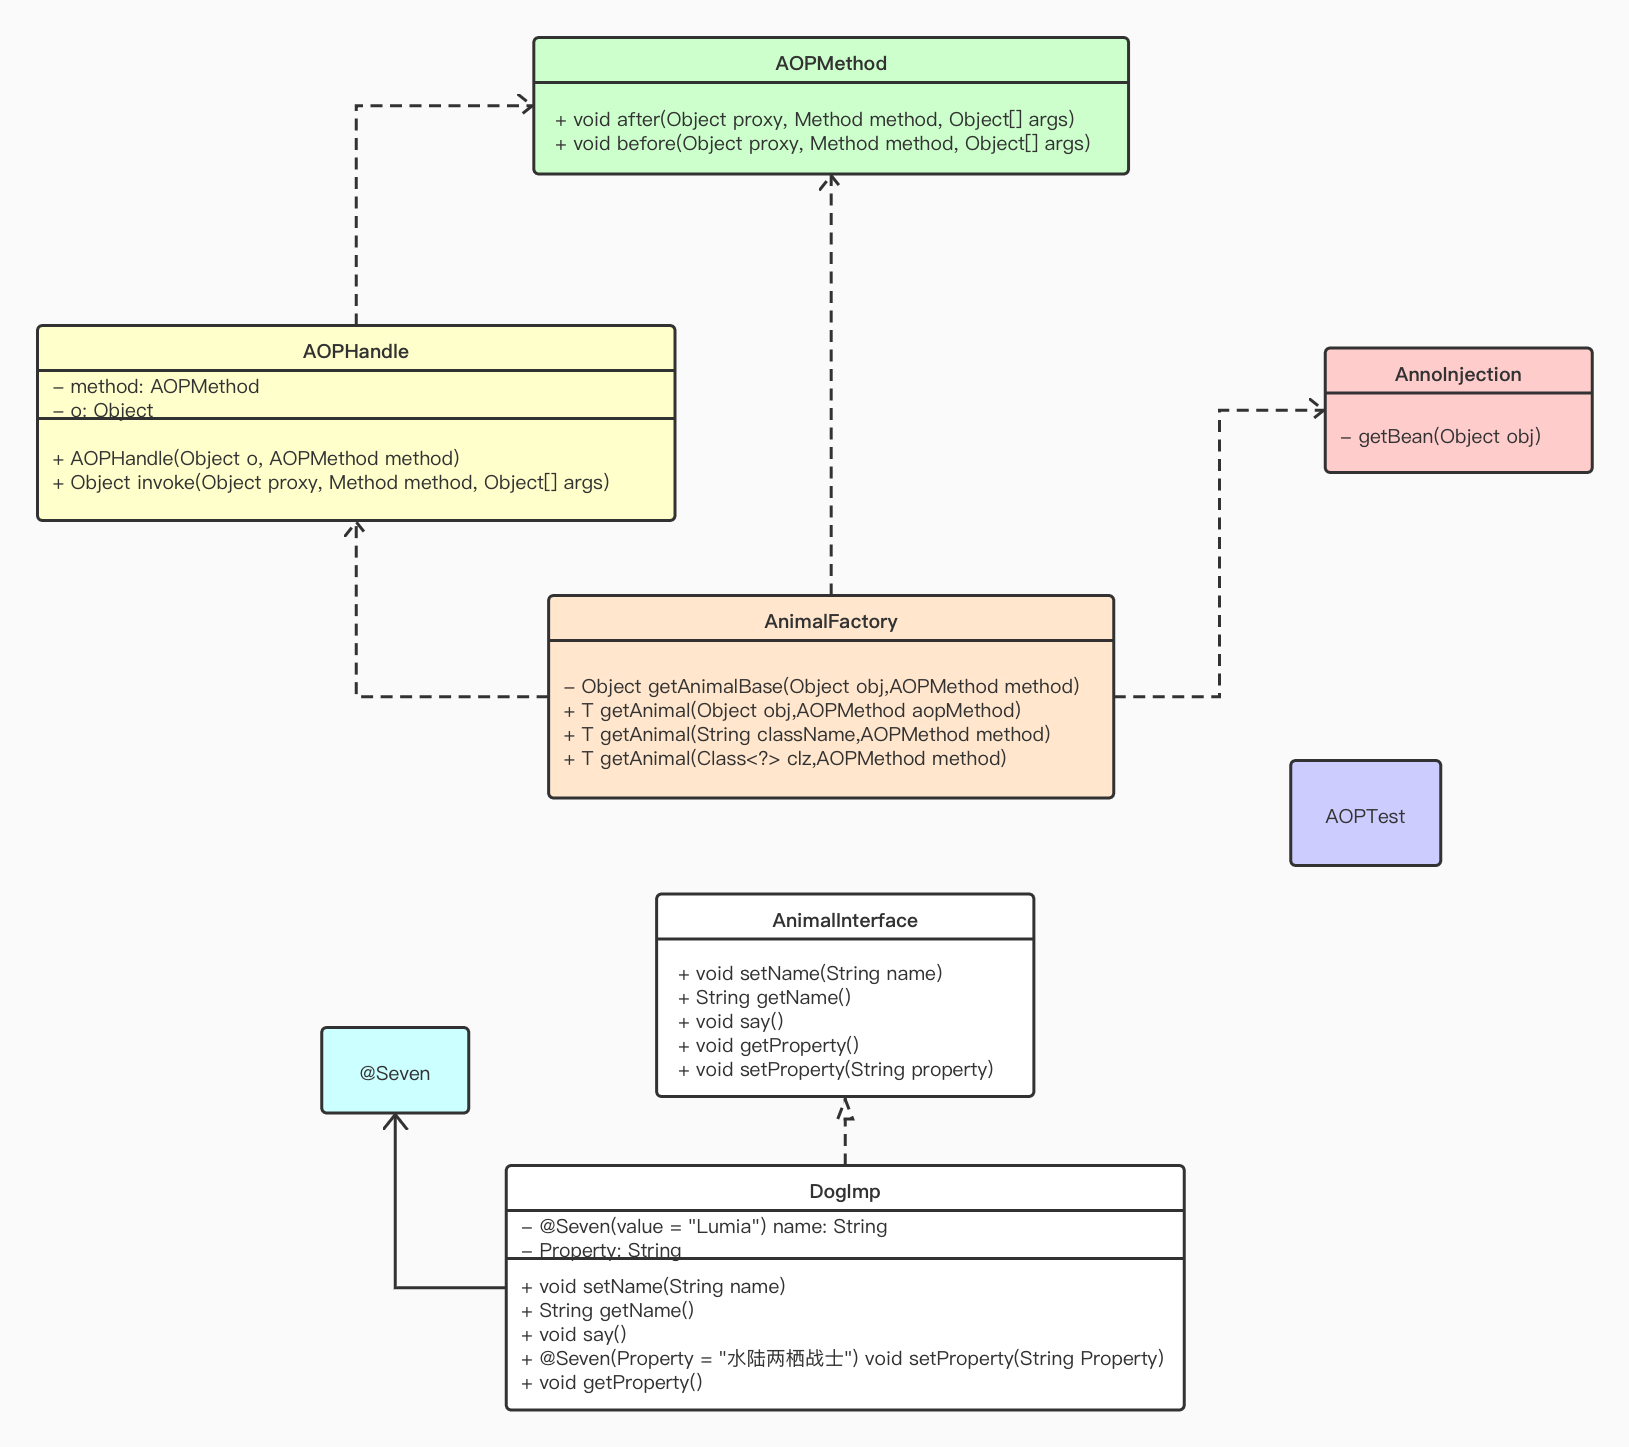 AOPMethod
+ void after(Object proxy, Method method, Object[] args)
+ void before(Object proxy, Method method, Object[] args)
AOPHandle
– method: AOPMethod
– o: Object
+ AOPHandle(Object o, AOPMethod method)
+ Object invoke(Object proxy, Method method, Object[] args)
AnnoInjection
– getBean(Object obj)
AnimalFactory
– Object getAnimalBase(Object obj,AOPMethod method)
+ T getAnimal(Object obj,AOPMethod aopMethod)
+ T getAnimal(String className,AOPMethod method)
+ T getAnimal(Class<?> clz,AOPMethod method)
AOPTest
AnimalInterface
+ void setName(String name)
+ String getName()
+ void say()
+ void getProperty()
+ void setProperty(String property)
@Seven
DogImp
– @Seven(value = "Lumia") name: String
– Property: String
+ void setName(String name)
+ String getName()
+ void say()
+ @Seven(Property = "水陆两栖战士") void setProperty(String Property)
+ void getProperty()